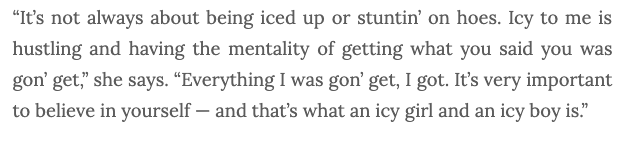 “It’s not always about being iced up or stuntin’ on hoes. Icy to me is
hustling and having the mentality of getting what you said you was
gon’ get,” she says. “Everything I was gon’ get, I got. It’s very important
to believe in yourself — and that’s what an icy girl and an icy boy is.”